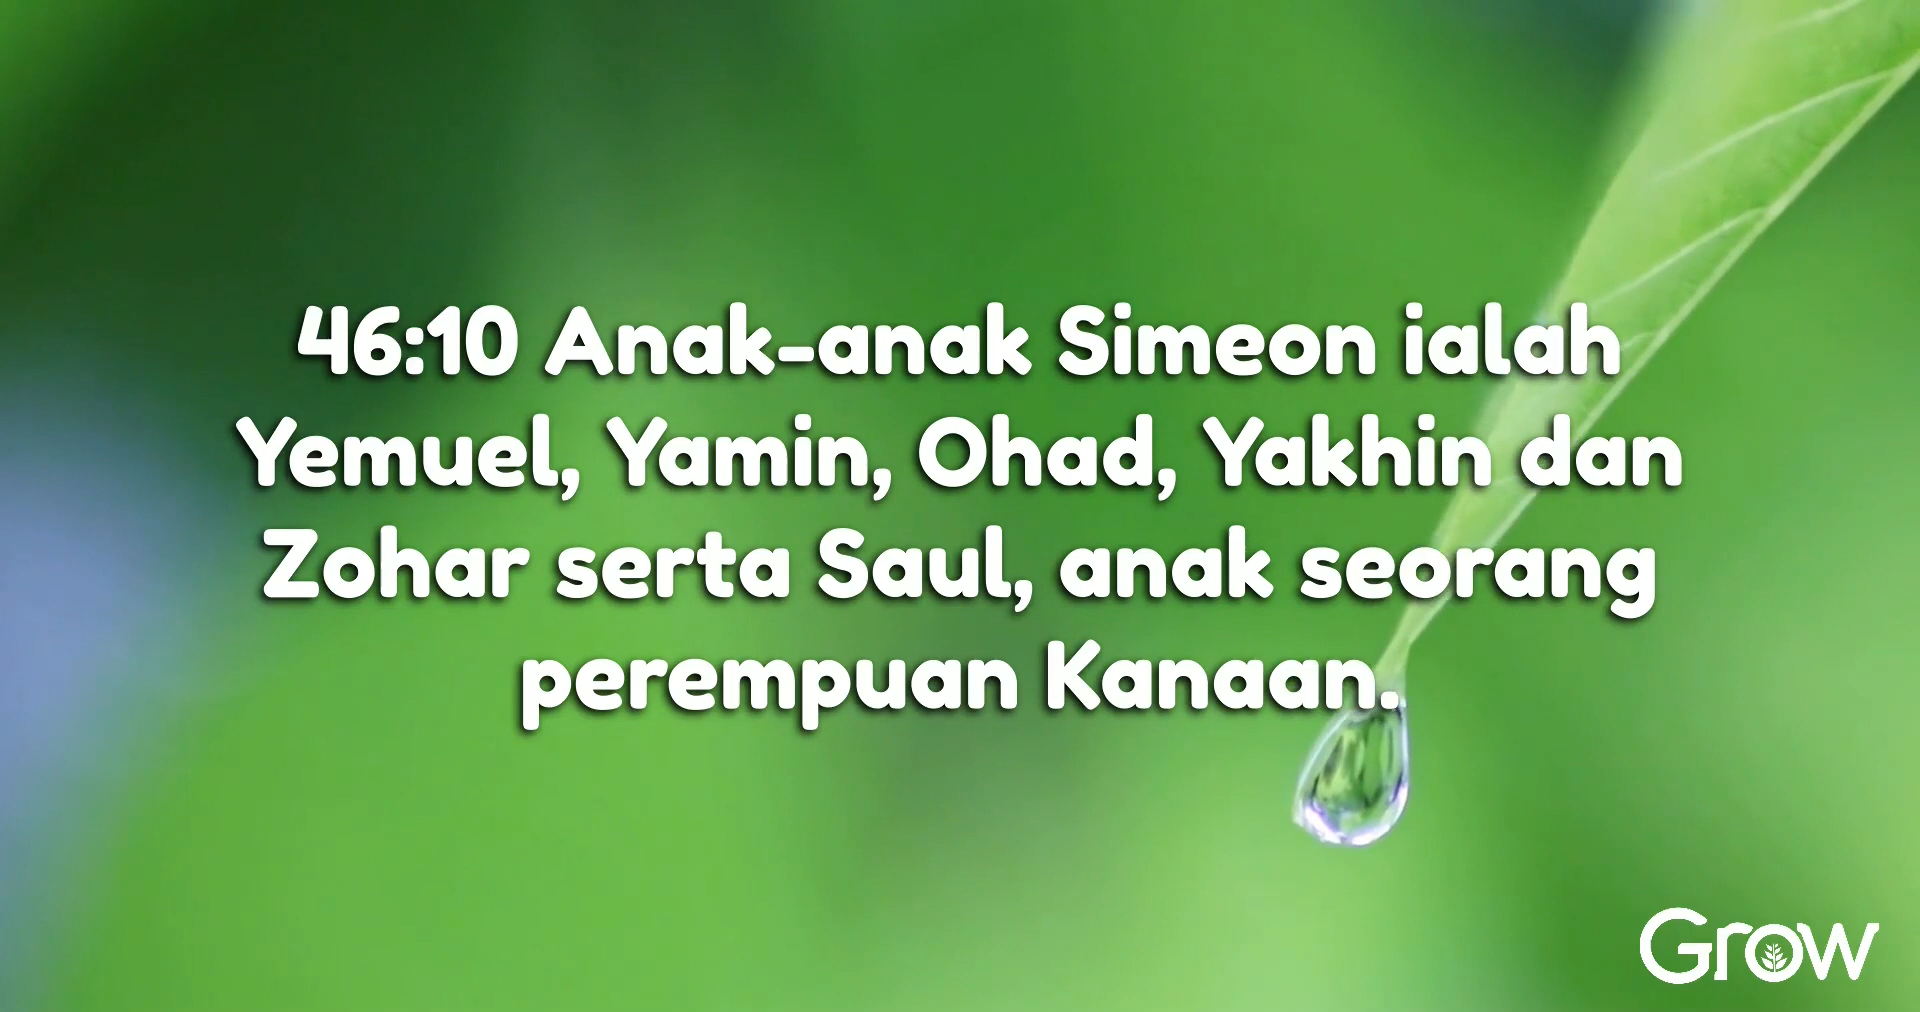 46:10 Anak-anak Simeon ialah
Yemuel, Yamin, Ohad, Yakhin dan
Zohar serta Saul, anak seorang
perempuan Kanaan.
Grow